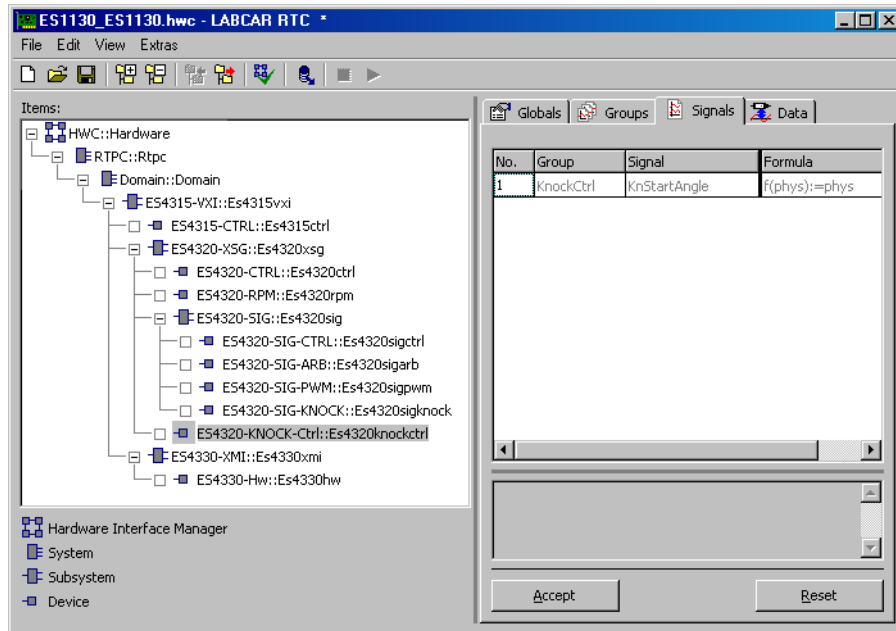 ES1130_ES1130.hwc - LABCAR RTC *
File Edit View Extras
Items:
HWC::Hardware
RTPC::Rtpc
Domain::Domain
ES4315-VXI::Es4315vxi
ES4315-CTRL::Es4315ctrl
ES4320-XSG::Es4320xsg
ES4320-CTRL::Es4320ctrl
ES4320-RPM::Es4320rpm
ES4320-SIG::Es4320sig
ES4320-SIG-CTRL::Es4320sigctrl
ES4320-SIG-ARB::Es4320sigarb
ES4320-SIG-PWM::Es4320sigpwm
ES4320-SIG-KNOCK::Es4320sigknock
ES4320-KNOCK-Ctrl::Es4320knockctrl
ES4330-XMI::Es4330xmi
ES4330-Hw::Es4330hw
Hardware Interface Manager
System
Subsystem
Device
Globals Groups Signals Data
No. Group Signal Formula
1 KnockCtrl KnStartAngle f(phys):=phys
Accept Reset